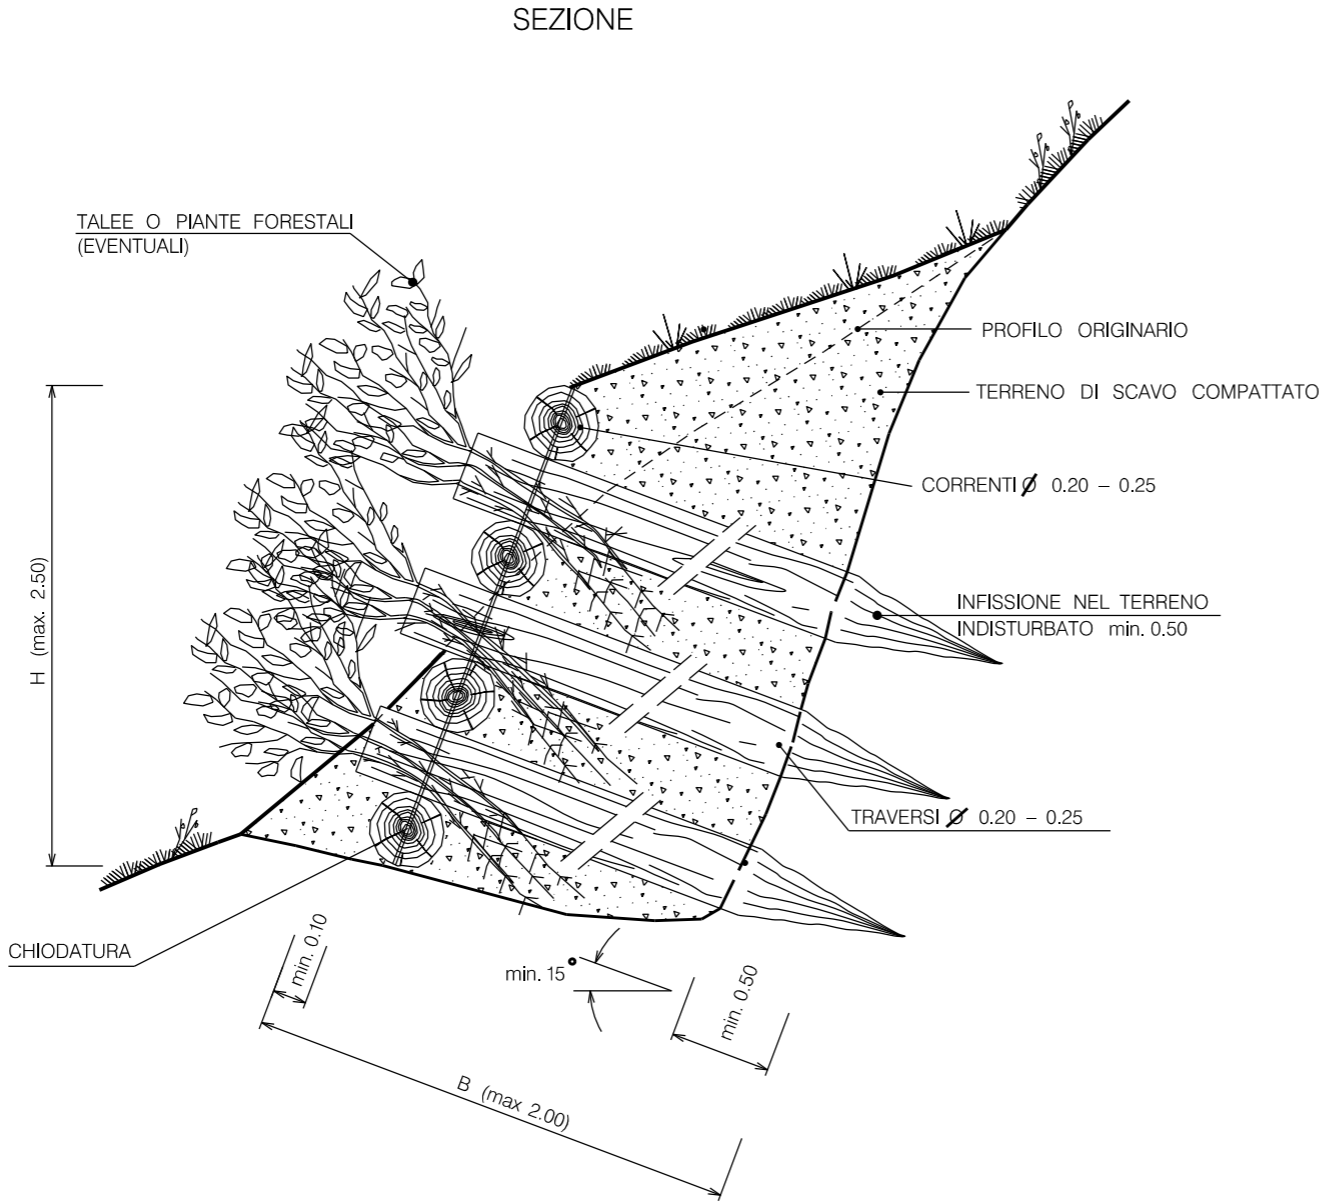 SEZIONE
TALEE O PIANTE FORESTALI
(EVENTUALI)
PROFILO ORIGINARIO
TERRENO DI SCAVO COMPATTATO
CORRENTI Ø 0.20 - 0.25
H (max. 2.50)
INFISSIONE NEL TERRENO
INDISTURBATO min. 0.50
TRAVERSI Ø 0.20 - 0.25
CHIODATURA
min. 0.10
min. 15°
min. 0.50
B (max 2.00)